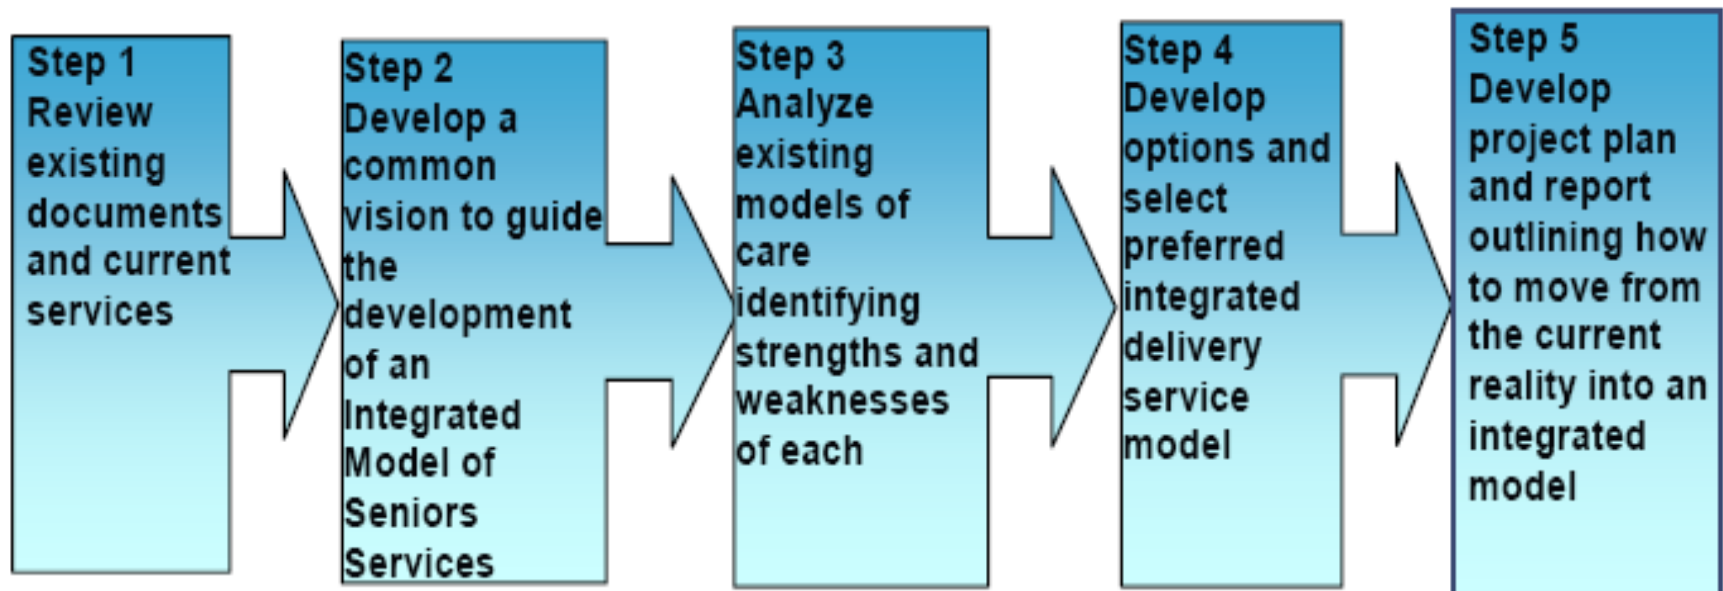 Step 1
Review
existing
documents
and current
services
Step 2
Develop a
common
vision to guide
the
development
of an
Integrated
Model of
Seniors
Services
Step 3
Analyze
existing
models of
care
identifying
strengths and
weaknesses
of each
Step 4
Develop
options and
select
preferred
integrated
delivery
service
model
Step 5
Develop
project plan
and report
outlining how
to move from
the current
reality into an
integrated
model